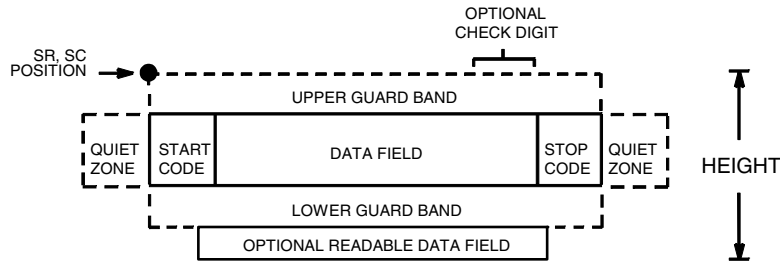 OPTIONAL
CHECK DIGIT
SR, SC
POSITION
UPPER GUARD BAND
QUIET
ZONE
START
CODE
DATA FIELD
STOP
CODE
QUIET
ZONE
HEIGHT
LOWER GUARD BAND
OPTIONAL READABLE DATA FIELD